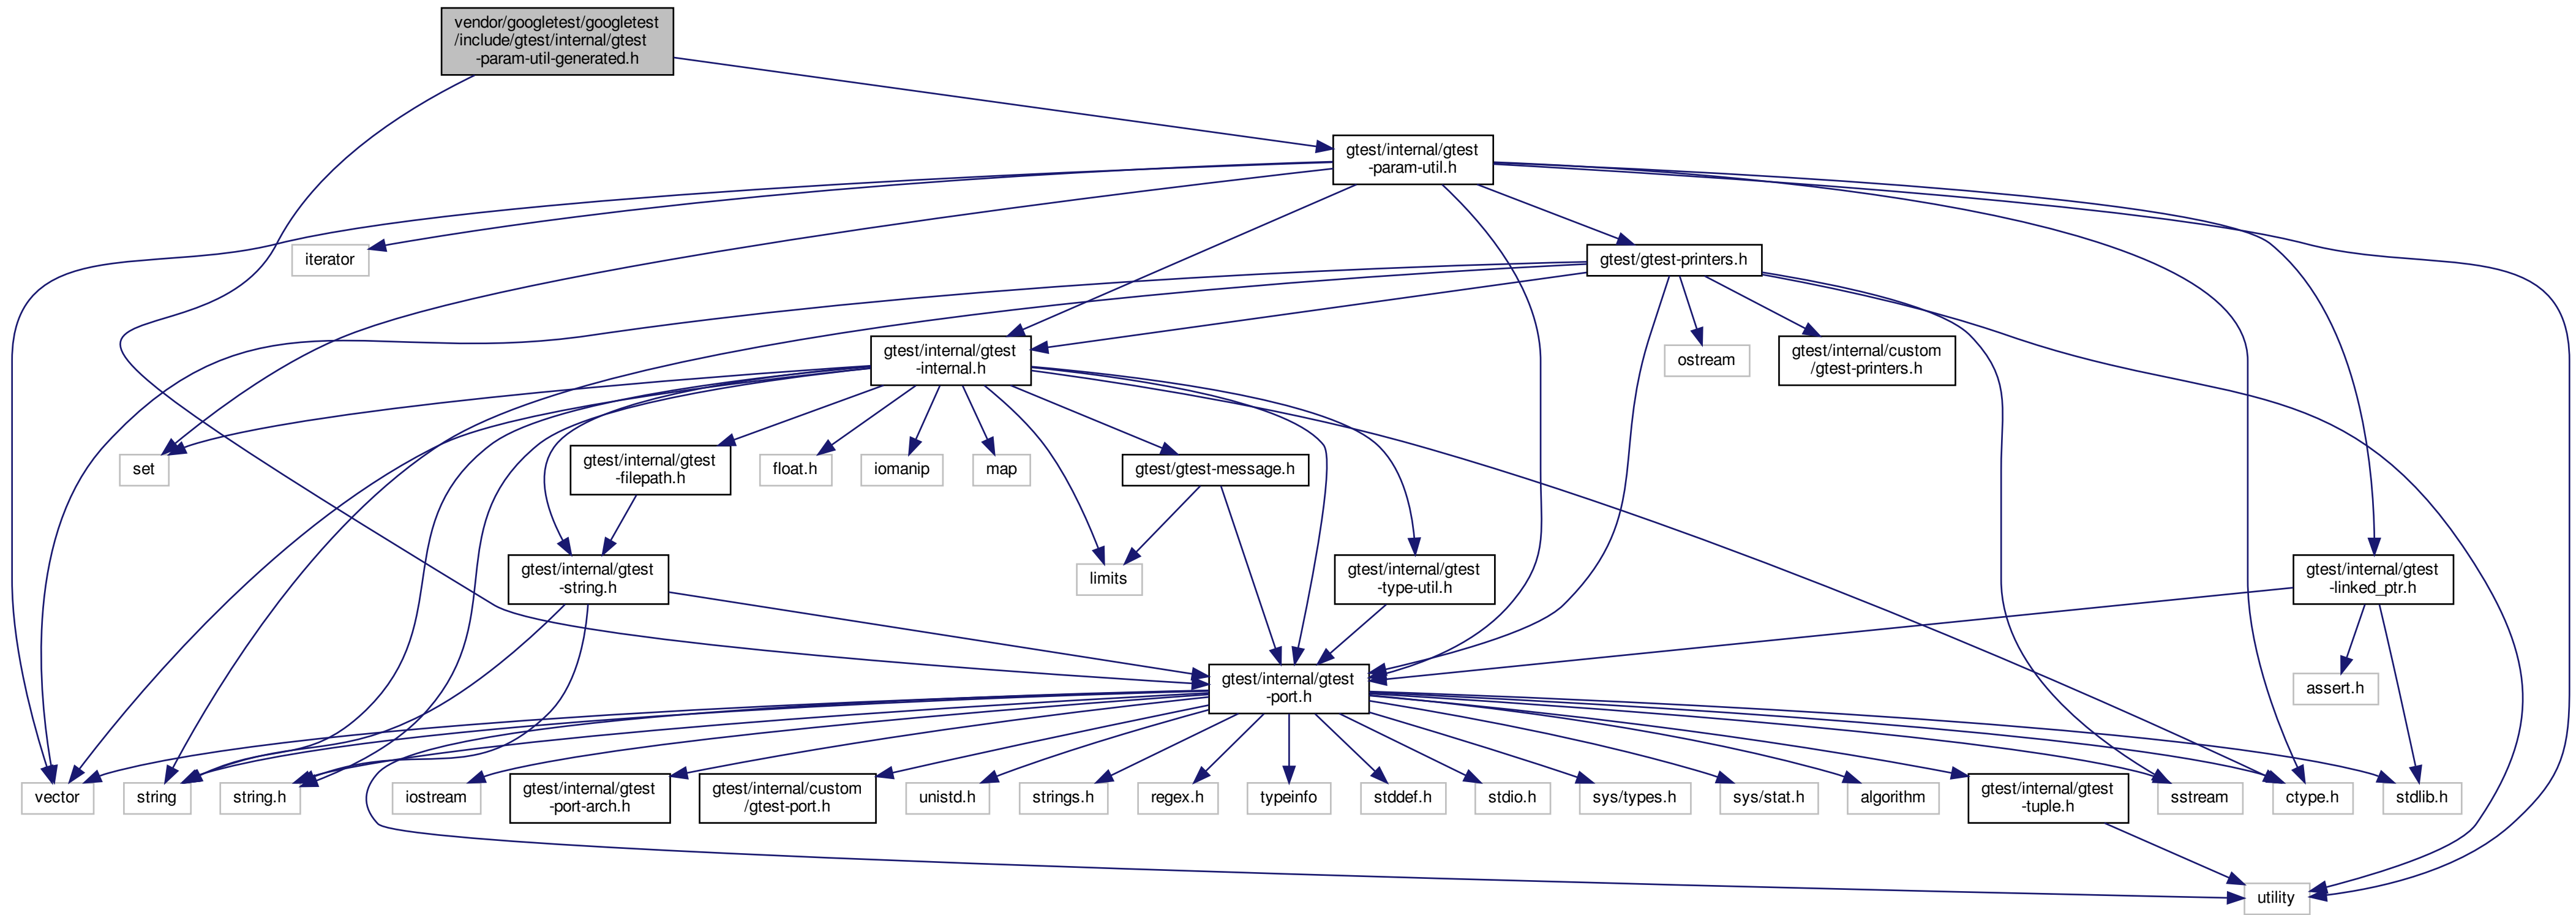 vendor/googletest/googletest
/include/gtest/internal/gtest
-param-util-generated.h
gtest/internal/gtest
-param-util.h
iterator
gtest/gtest-printers.h
gtest/internal/gtest
-internal.h
ostream
gtest/internal/custom
/gtest-printers.h
set
gtest/internal/gtest
-filepath.h
float.h
iomanip
map
gtest/gtest-message.h
gtest/internal/gtest
-string.h
limits
gtest/internal/gtest
-type-util.h
gtest/internal/gtest
-linked_ptr.h
gtest/internal/gtest
-port.h
assert.h
vector
string
string.h
iostream
gtest/internal/gtest
-port-arch.h
gtest/internal/custom
/gtest-port.h
unistd.h
strings.h
regex.h
typeinfo
stddef.h
stdio.h
sys/types.h
sys/stat.h
algorithm
gtest/internal/gtest
-tuple.h
sstream
ctype.h
stdlib.h
utility